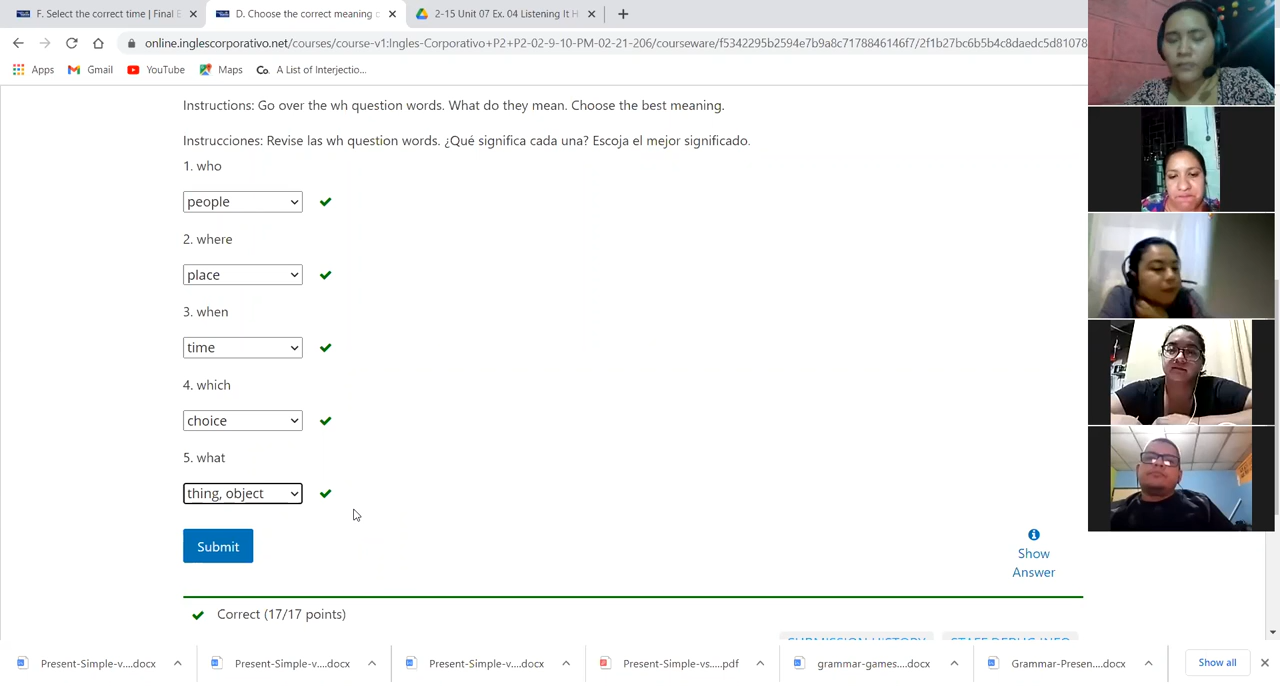 F. Select the correct time | Final E
D. Choose the correct meaning o
2-15 Unit 07 Ex. 04 Listening It H
online.inglescorporativo.net/courses/course-v1:Ingles-Corporativo+P2+P2-02-9-10-PM-02-21-206/courseware/f5342295b2594e7b9a8c7178846146f7/2f1b27bc6b5b4c8daedc5d81078
Apps Gmail YouTube Maps Co. A List of Interjectio...
Instructions: Go over the wh question words. What do they mean. Choose the best meaning.
Instrucciones: Revise las wh question words. ¿Qué significa cada una? Escoja el mejor significado.
1. who
people
2. where
place
3. when
time
4. which
choice
5. what
thing, object
Submit
Show
Answer
Correct (17/17 points)
SUBMISSION HISTORY STAFF DEBUG INFO
Present-Simple-v....docx Present-Simple-v....docx Present-Simple-v....docx Present-Simple-vs....pdf grammar-games....docx Grammar-Presen....docx Show all